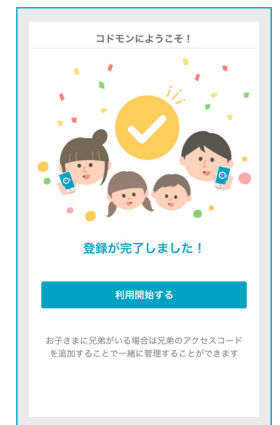 コドモンにようこそ！
登録が完了しました！
利用開始する
お子さまに兄弟がいる場合は兄弟のアクセスコード
を追加することで一緒に管理することができます